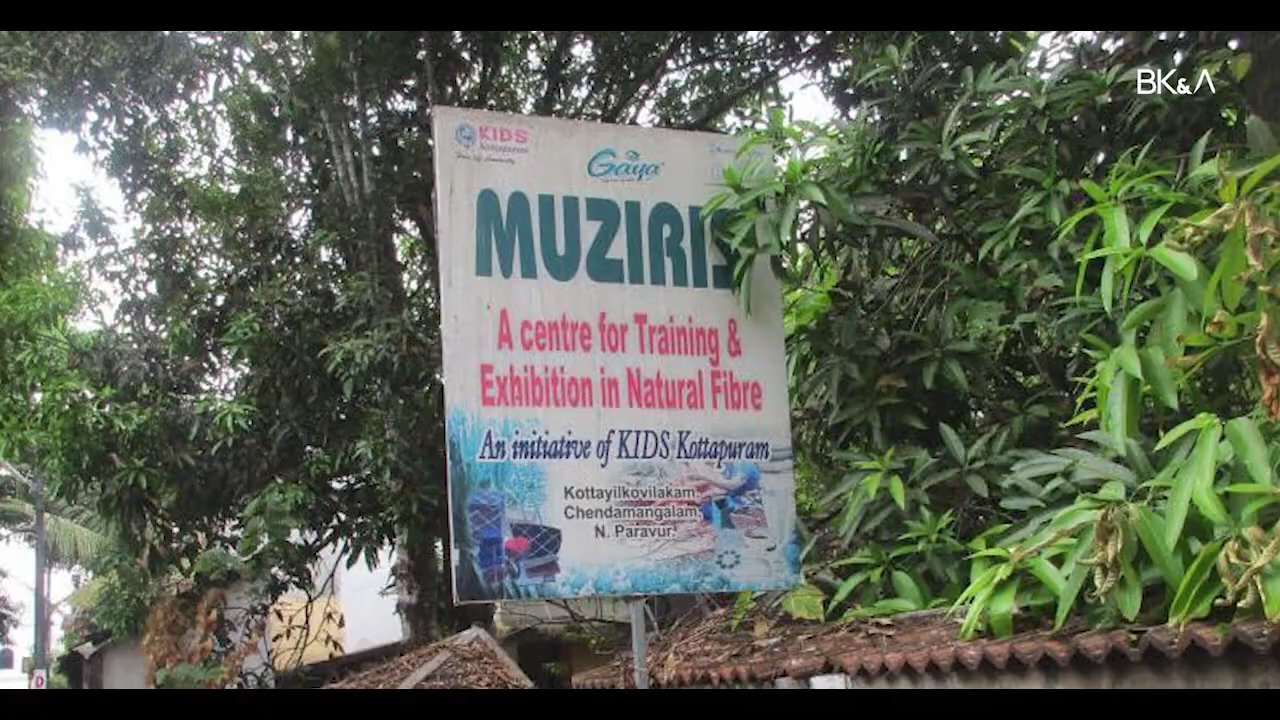 BK&A
KIDS
Kottapuram
Gaya
MUZIRIS
A centre for Training &
Exhibition in Natural Fibre
An initiative of KIDS Kottapuram
Kottayilkovilakam,
Chendamangalam,
N. Paravur.